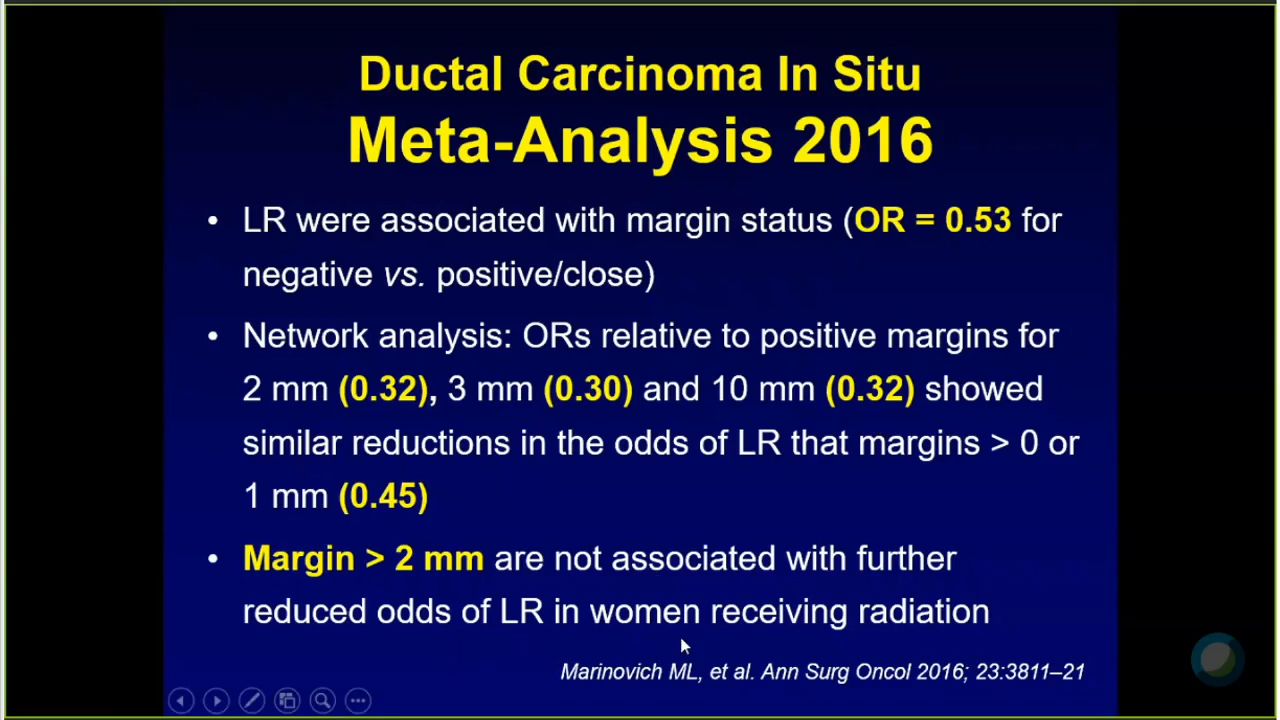 Ductal Carcinoma In Situ
Meta-Analysis 2016
• LR were associated with margin status (OR = 0.53 for
negative vs. positive/close)
• Network analysis: ORs relative to positive margins for
2 mm (0.32), 3 mm (0.30) and 10 mm (0.32) showed
similar reductions in the odds of LR that margins > 0 or
1 mm (0.45)
• Margin > 2 mm are not associated with further
reduced odds of LR in women receiving radiation
Marinovich ML, et al. Ann Surg Oncol 2016; 23:3811–21